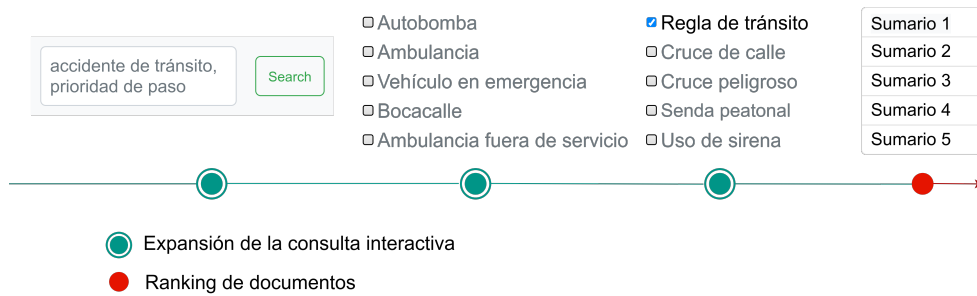 accidente de tránsito,
prioridad de paso
Search
Autobomba
Ambulancia
Vehículo en emergencia
Bocacalle
Ambulancia fuera de servicio
Regla de tránsito
Cruce de calle
Cruce peligroso
Senda peatonal
Uso de sirena
Sumario 1
Sumario 2
Sumario 3
Sumario 4
Sumario 5
Expansión de la consulta interactiva
Ranking de documentos